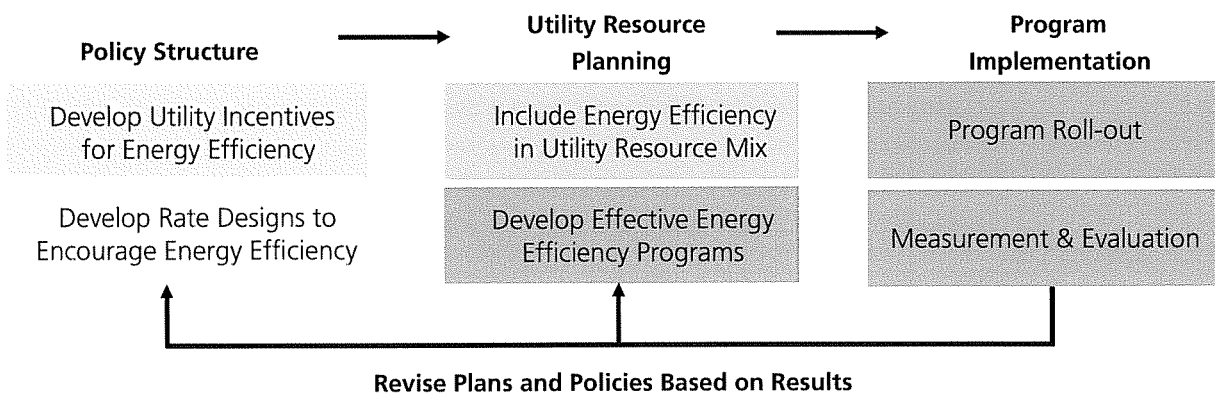 Policy Structure
Utility Resource
Planning
Program
Implementation
Develop Utility Incentives
for Energy Efficiency
Include Energy Efficiency
in Utility Resource Mix
Program Roll-out
Develop Rate Designs to
Encourage Energy Efficiency
Develop Effective Energy
Efficiency Programs
Measurement & Evaluation
Revise Plans and Policies Based on Results